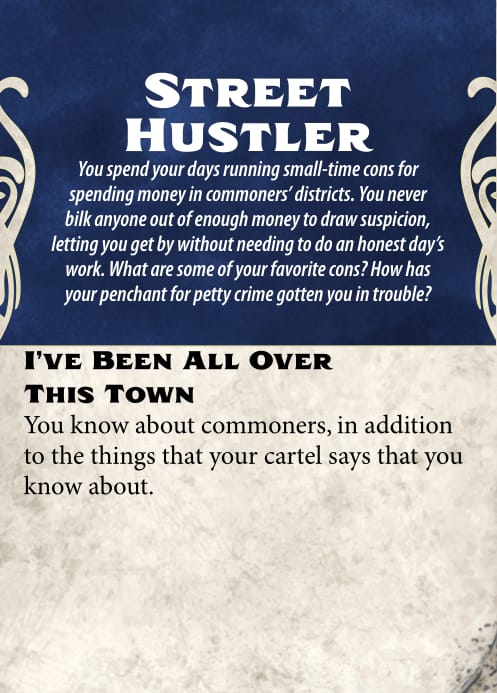 Street
Hustler
You spend your days running small-time cons for
spending money in commoners’ districts. You never
bilk anyone out of enough money to draw suspicion,
letting you get by without needing to do an honest day’s
work. What are some of your favorite cons? How has
your penchant for petty crime gotten you in trouble?
I’ve Been All Over
This Town
You know about commoners, in addition
to the things that your cartel says that you
know about.